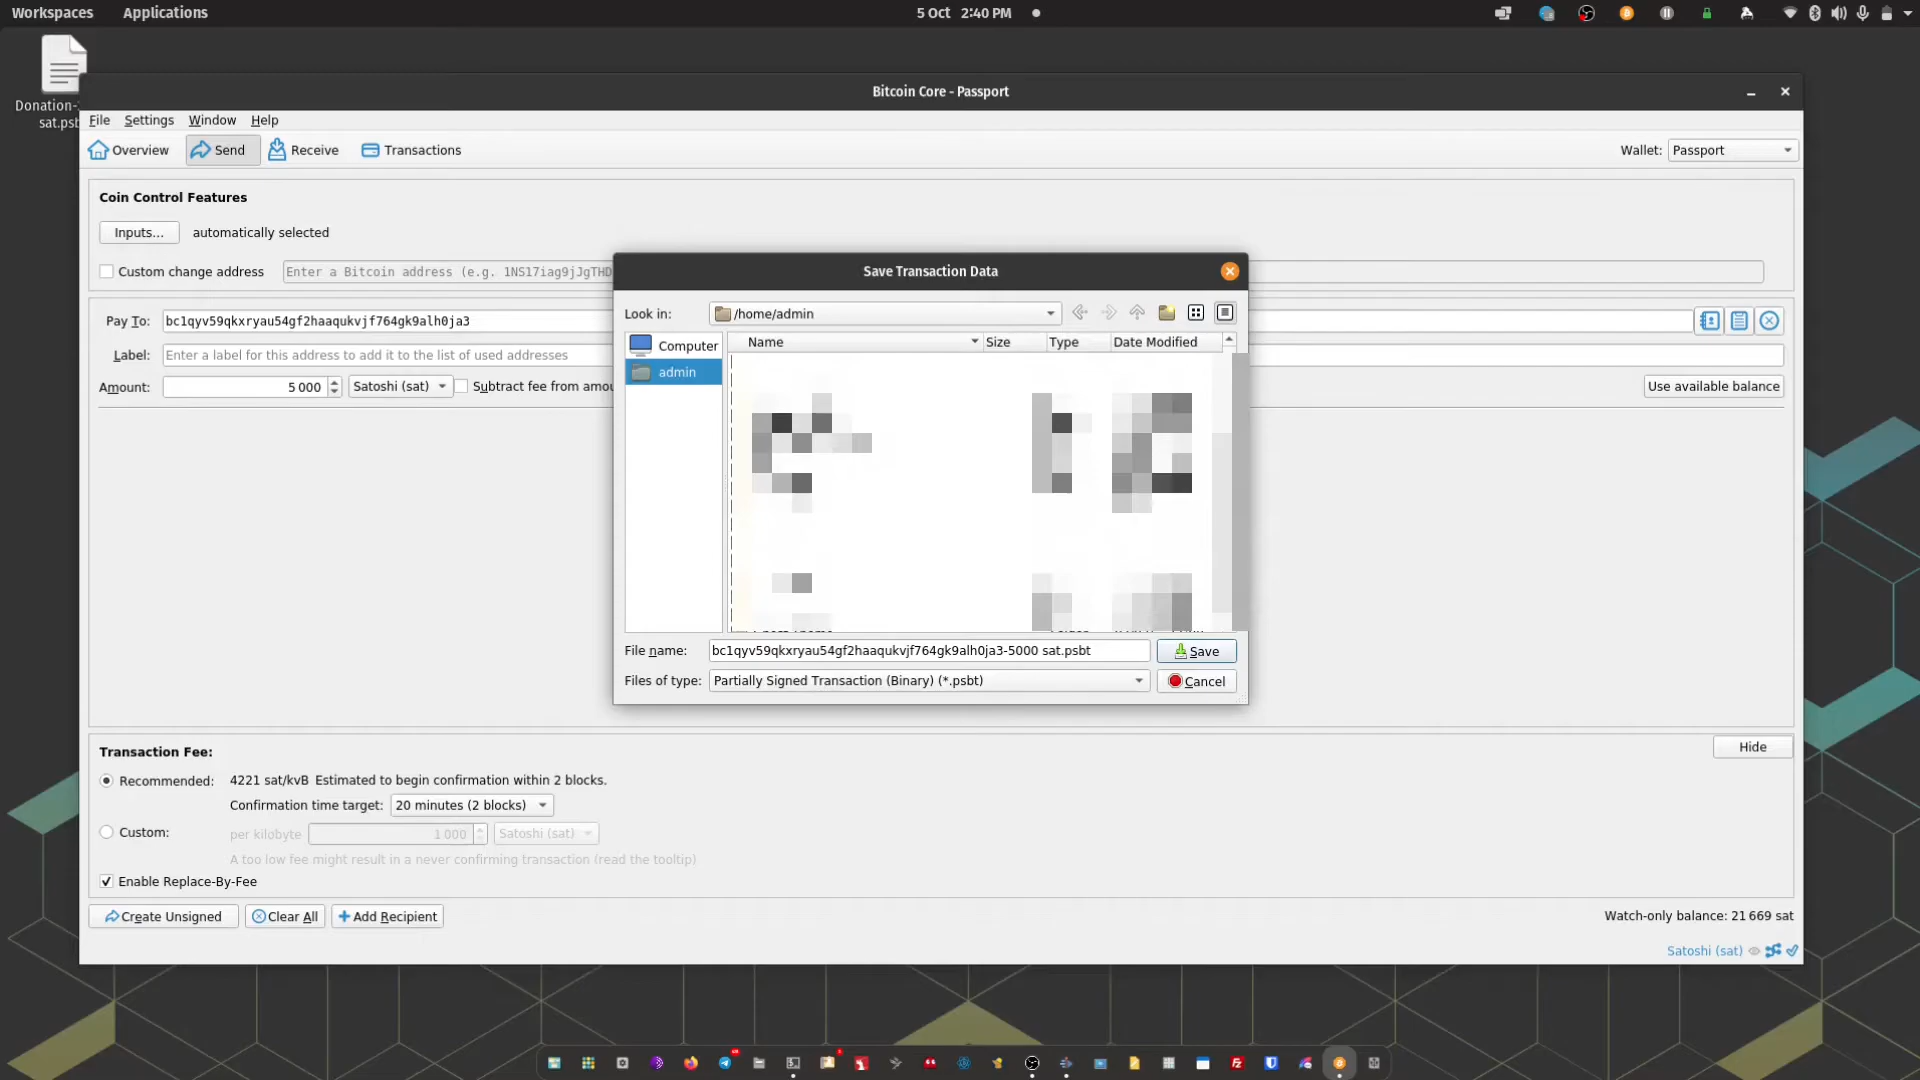 Workspaces Applications 5 Oct 2:40 PM
Donation-
sat.psb
Bitcoin Core - Passport
File Settings Window Help
Overview Send Receive Transactions Wallet: Passport
Coin Control Features
Inputs... automatically selected
Custom change address Enter a Bitcoin address (e.g. 1NS17iag9jJgTHD
Save Transaction Data
Look in: /home/admin
Computer
admin
Name Size Type Date Modified
File name: bc1qyv59qkxryau54gf2haaqukvjf764gk9alh0ja3-5000 sat.psbt Save
Files of type: Partially Signed Transaction (Binary) (*.psbt) Cancel
Pay To: bc1qyv59qkxryau54gf2haaqukvjf764gk9alh0ja3
Label: Enter a label for this address to add it to the list of used addresses
Amount: 5 000 Satoshi (sat) Subtract fee from amou Use available balance
Transaction Fee: Hide
Recommended: 4221 sat/kvB Estimated to begin confirmation within 2 blocks.
Confirmation time target: 20 minutes (2 blocks)
Custom: per kilobyte 1 000 Satoshi (sat)
A too low fee might result in a never confirming transaction (read the tooltip)
Enable Replace-By-Fee
Create Unsigned Clear All Add Recipient Watch-only balance: 21 669 sat
Satoshi (sat)